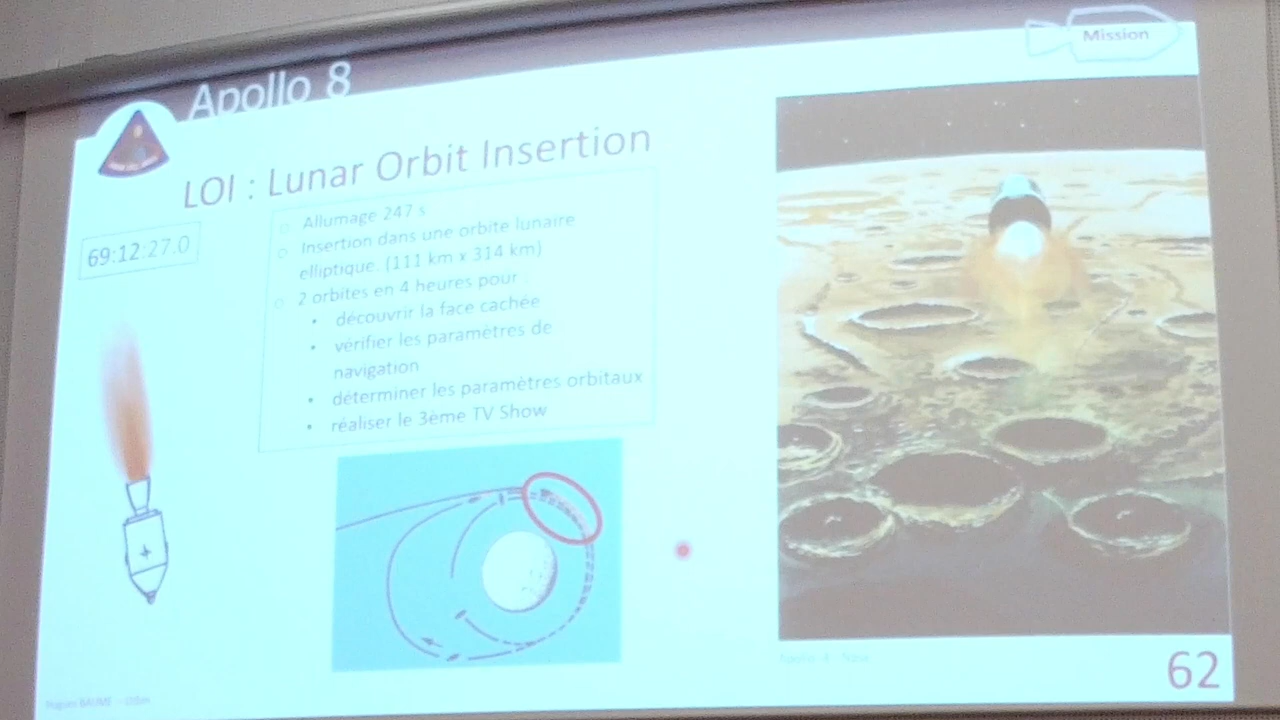 Mission
Apollo 8
LOI : Lunar Orbit Insertion
69:12:27.0
Allumage 247 s
Insertion dans une orbite lunaire
elliptique. (111 km x 314 km)
2 orbites en 4 heures pour
découvrir la face cachée
vérifier les paramètres de
navigation
déterminer les paramètres orbitaux
réaliser le 3ème TV Show
62